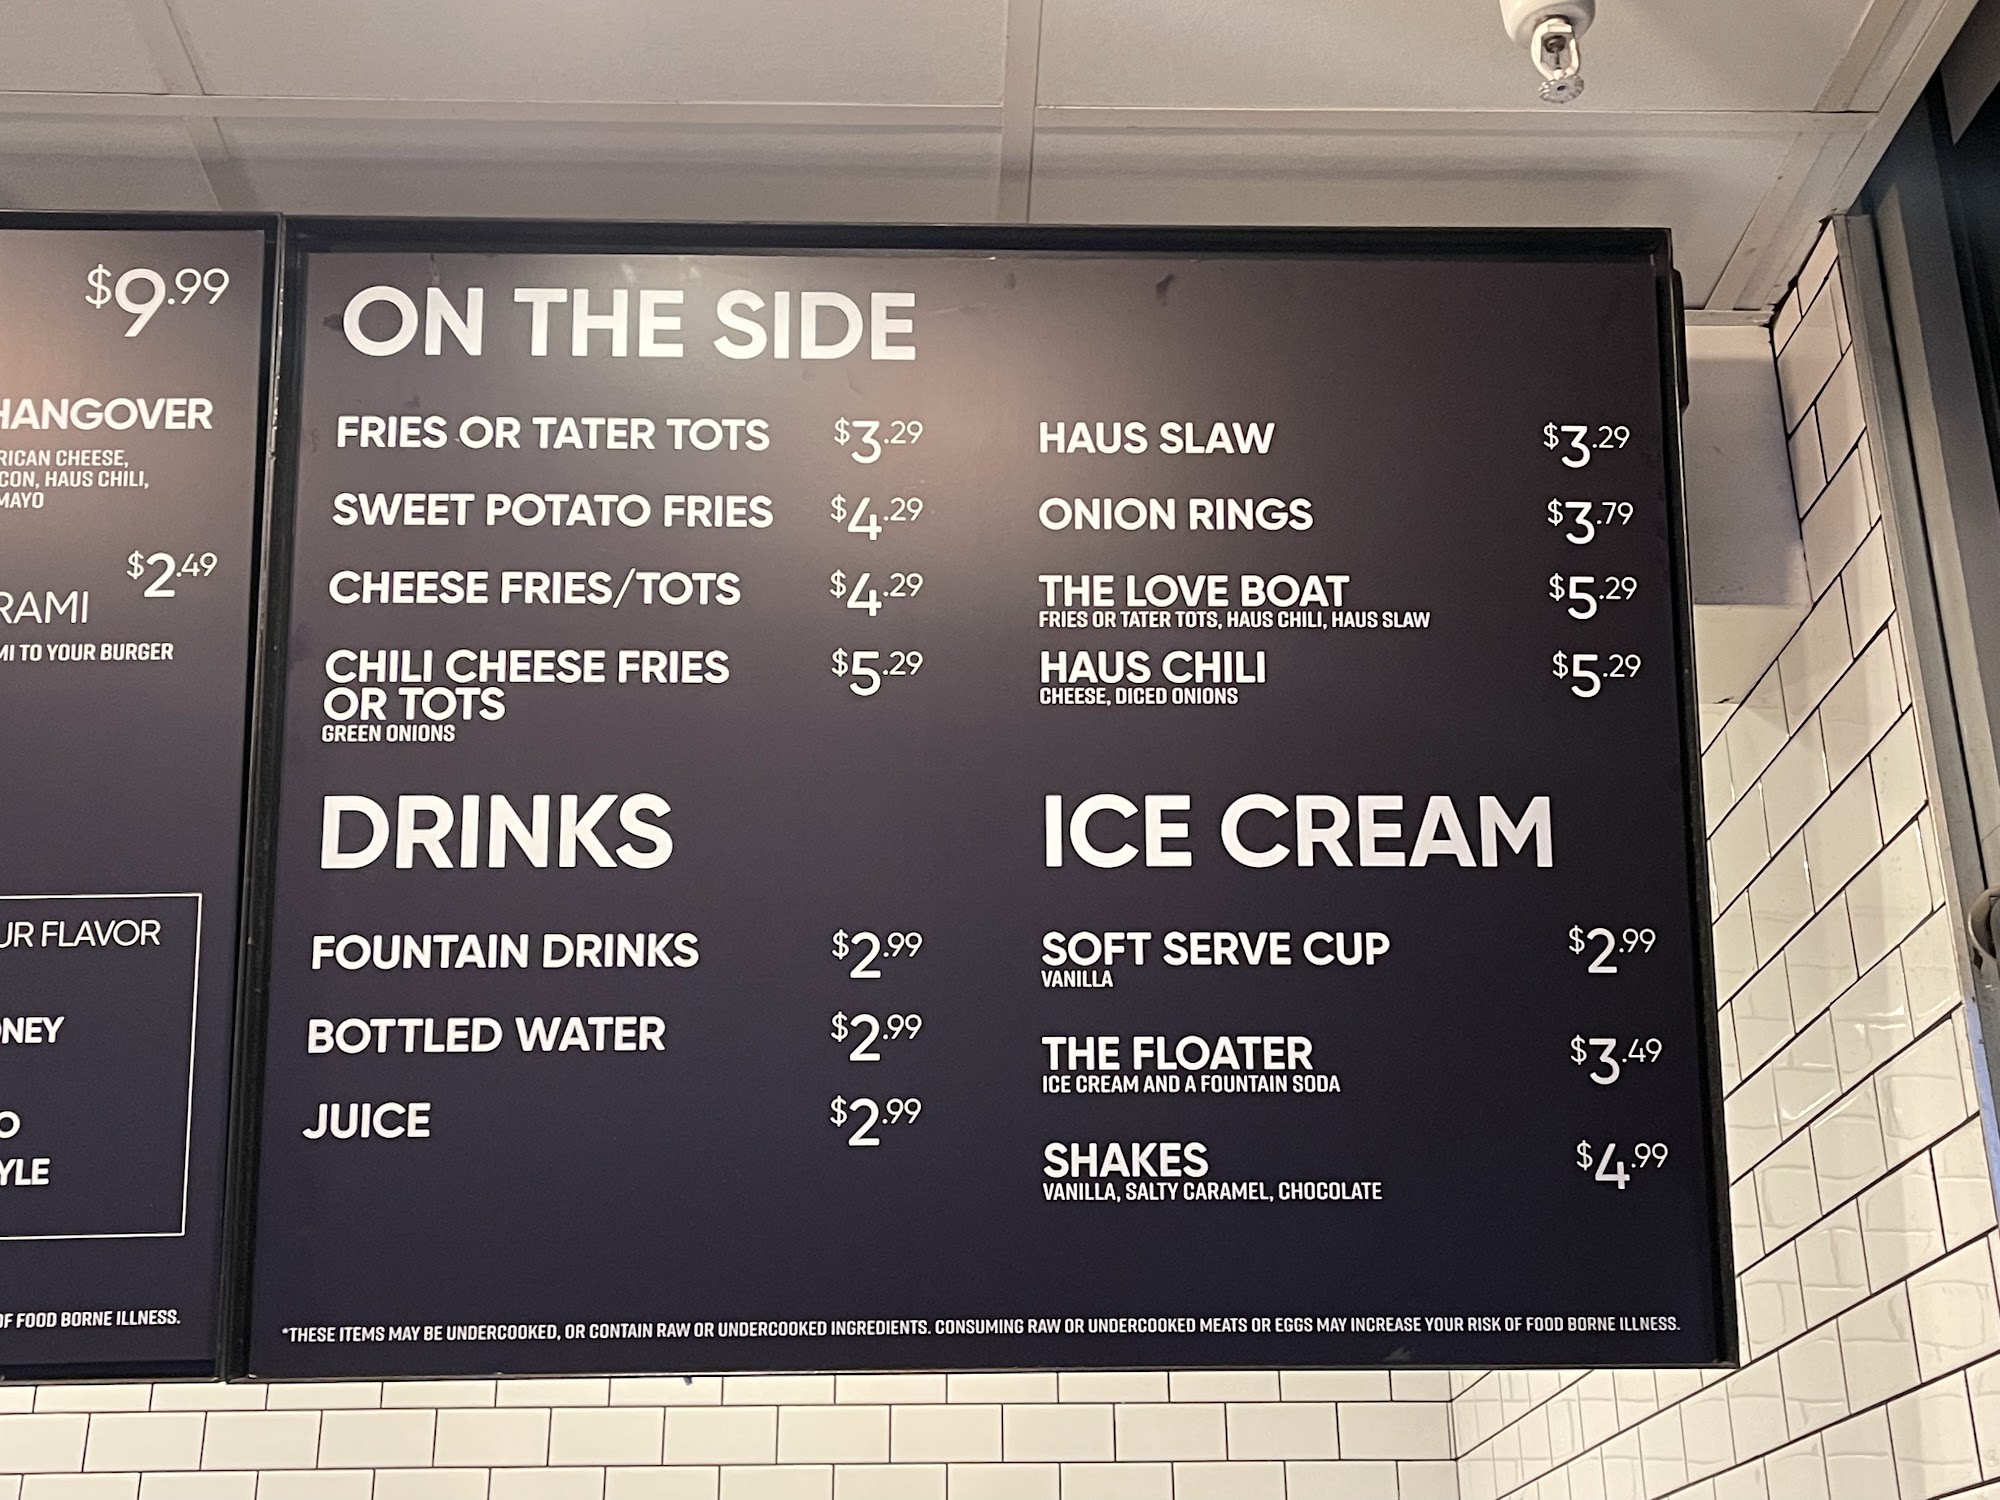 $9.99
HANGOVER
RICAN CHEESE,
CON, HAUS CHILI,
MAYO
$2.49
RAMI
MI TO YOUR BURGER
UR FLAVOR
NEY
O
YLE
OF FOOD BORNE ILLNESS.
ON THE SIDE
FRIES OR TATER TOTS $3.29
SWEET POTATO FRIES $4.29
CHEESE FRIES/TOTS $4.29
CHILI CHEESE FRIES $5.29
OR TOTS
GREEN ONIONS
HAUS SLAW $3.29
ONION RINGS $3.79
THE LOVE BOAT $5.29
FRIES OR TATER TOTS, HAUS CHILI, HAUS SLAW
HAUS CHILI $5.29
CHEESE, DICED ONIONS
DRINKS
FOUNTAIN DRINKS $2.99
BOTTLED WATER $2.99
JUICE $2.99
ICE CREAM
SOFT SERVE CUP $2.99
VANILLA
THE FLOATER $3.49
ICE CREAM AND A FOUNTAIN SODA
SHAKES $4.99
VANILLA, SALTY CARAMEL, CHOCOLATE
*THESE ITEMS MAY BE UNDERCOOKED, OR CONTAIN RAW OR UNDERCOOKED INGREDIENTS. CONSUMING RAW OR UNDERCOOKED MEATS OR EGGS MAY INCREASE YOUR RISK OF FOOD BORNE ILLNESS.